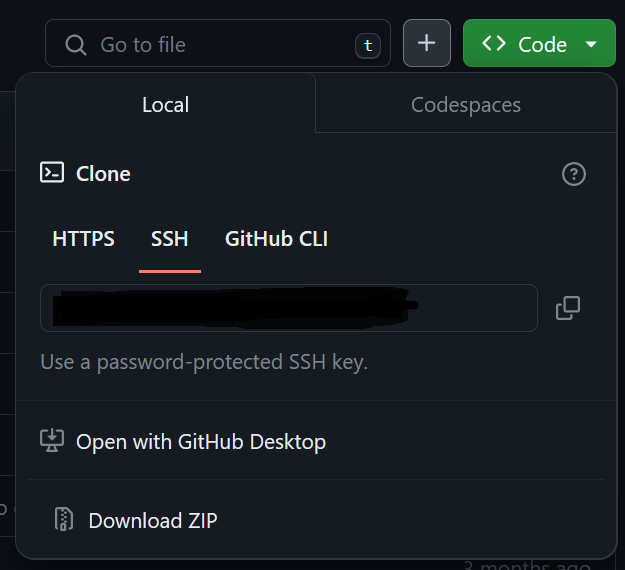 Go to file t Code
Local Codespaces
Clone
HTTPS SSH GitHub CLI
Use a password-protected SSH key.
Open with GitHub Desktop
Download ZIP
3 months ago